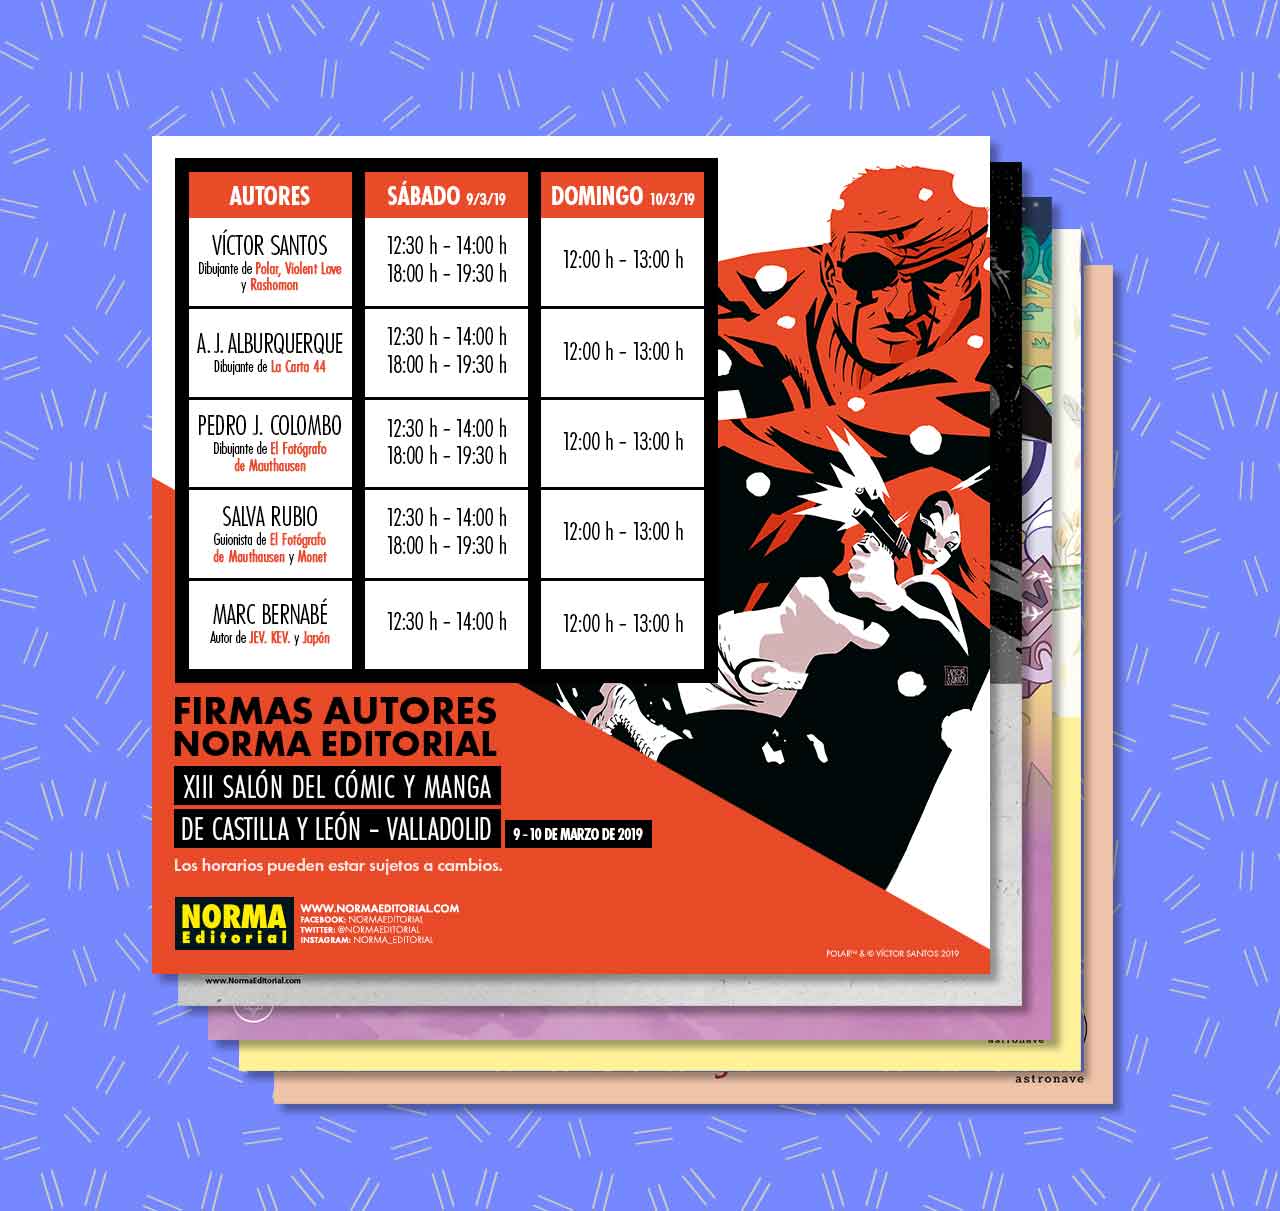 AUTORES SÁBADO 9/3/19 DOMINGO 10/3/19
VÍCTOR SANTOS
Dibujante de Polar, Violent Love
y Rashomon
12:30 h - 14:00 h
18:00 h - 19:30 h
12:00 h - 13:00 h
A. J. ALBURQUERQUE
Dibujante de La Carta 44
12:30 h - 14:00 h
18:00 h - 19:30 h
12:00 h - 13:00 h
PEDRO J. COLOMBO
Dibujante de El Fotógrafo
de Mauthausen
12:30 h - 14:00 h
18:00 h - 19:30 h
12:00 h - 13:00 h
SALVA RUBIO
Guionista de El Fotógrafo
de Mauthausen y Monet
12:30 h - 14:00 h
18:00 h - 19:30 h
12:00 h - 13:00 h
MARC BERNABÉ
Autor de JEV. KEV. y Japón
12:30 h - 14:00 h
12:00 h - 13:00 h
FIRMAS AUTORES
NORMA EDITORIAL
XIII SALÓN DEL CÓMIC Y MANGA
DE CASTILLA Y LEÓN - VALLADOLID
9 - 10 DE MARZO DE 2019
Los horarios pueden estar sujetos a cambios.
NORMA
Editorial
WWW.NORMAEDITORIAL.COM
FACEBOOK: NORMAEDITORIAL
TWITTER: @NORMAEDITORIAL
INSTAGRAM: NORMA_EDITORIAL
POLAR™ & © VÍCTOR SANTOS 2019
www.NormaEditorial.com
astronave
astronave